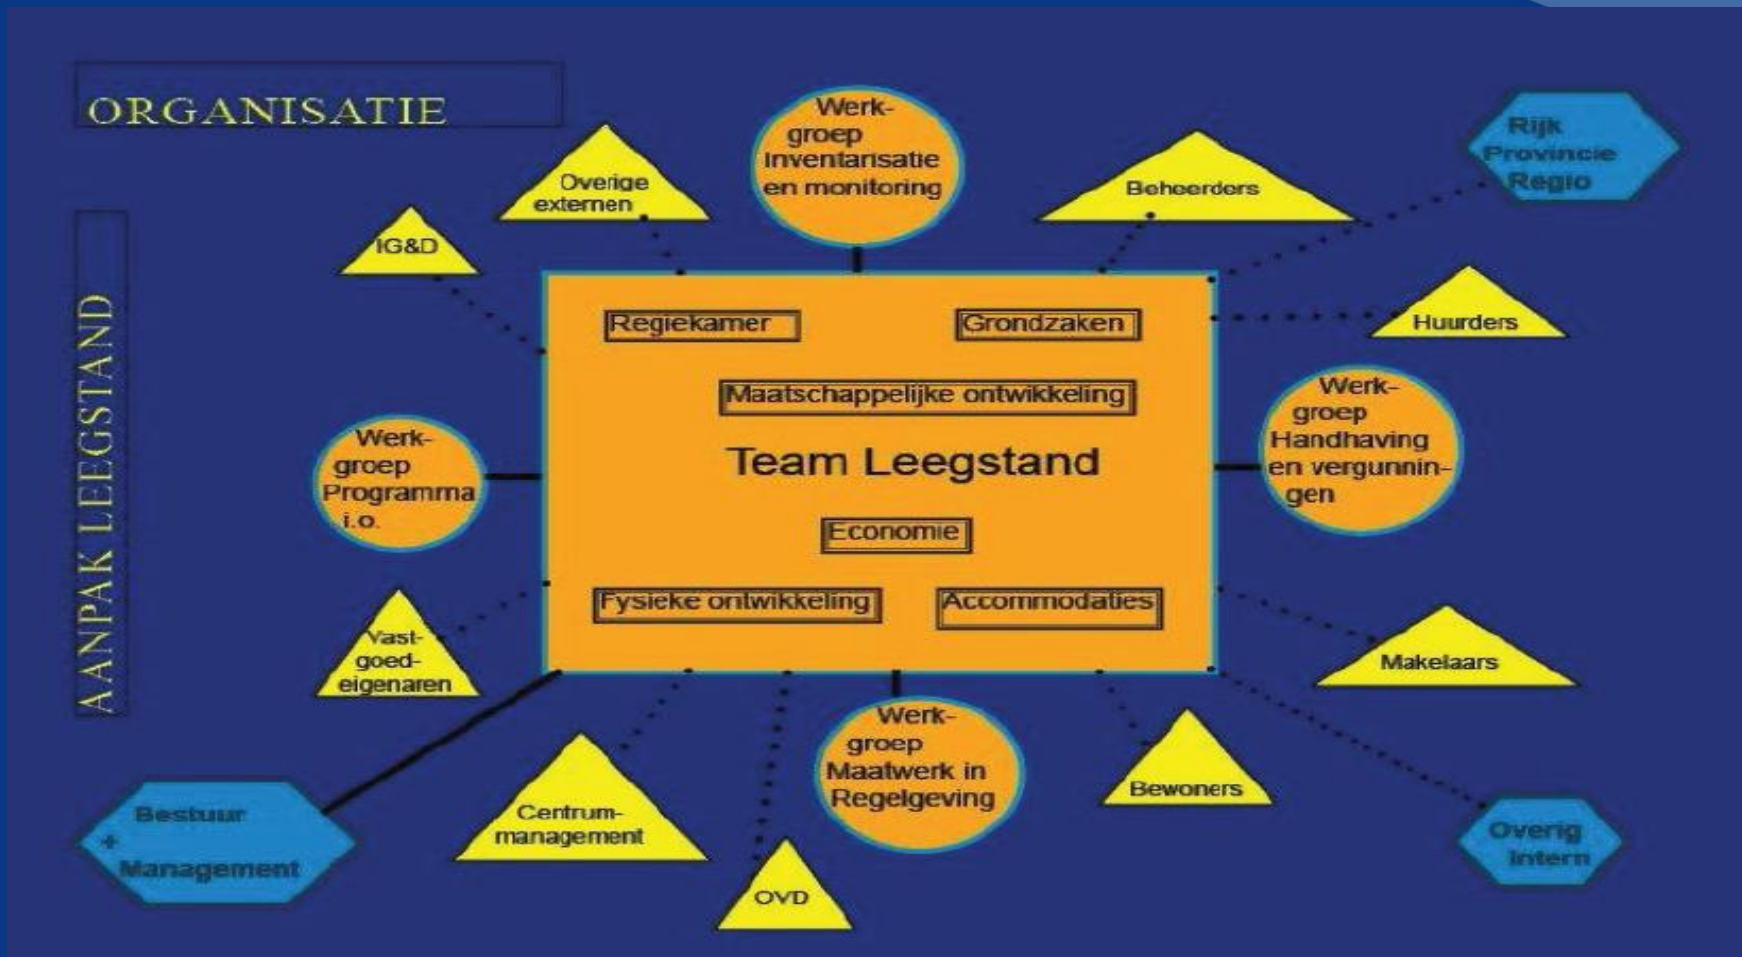 ORGANISATIE
AANPAK LEEGSTAND
Werk-
groep
Inventarisatie
en monitoring
Rijk
Provincie
Regio
Overige
externen
Beheerders
IG&D
Huurders
Regiekamer
Grondzaken
Maatschappelijke ontwikkeling
Team Leegstand
Economie
Fysieke ontwikkeling
Accommodaties
Werk-
groep
Handhaving
en vergunnin-
gen
Werk-
groep
Programma
i.o.
Vast-
goed-
eigenaren
Makelaars
Werk-
groep
Maatwerk in
Regelgeving
Bewoners
Centrum-
management
Bestuur
+
Management
Overig
Intern
OVD